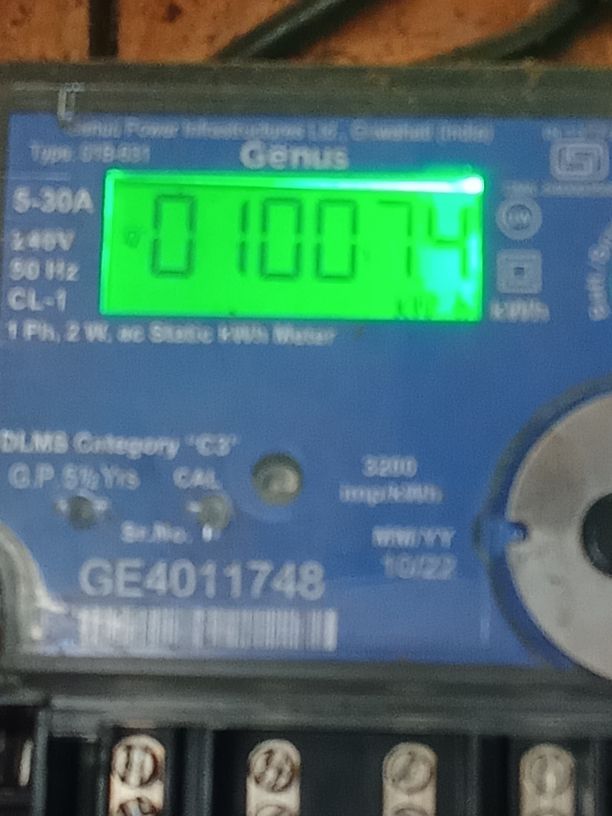 Genus Power Infrastructures Ltd., Guwahati (India)
Genus
5-30A
240V
50 Hz
CL-1
010074
kWh
1 Ph, 2 W, ac Static kWh Meter
DLMS Category "C3"
G.P. 5½ Yrs
CAL
3200
imp/kWh
Sr.No.
MM/YY
10/22
GE4011748